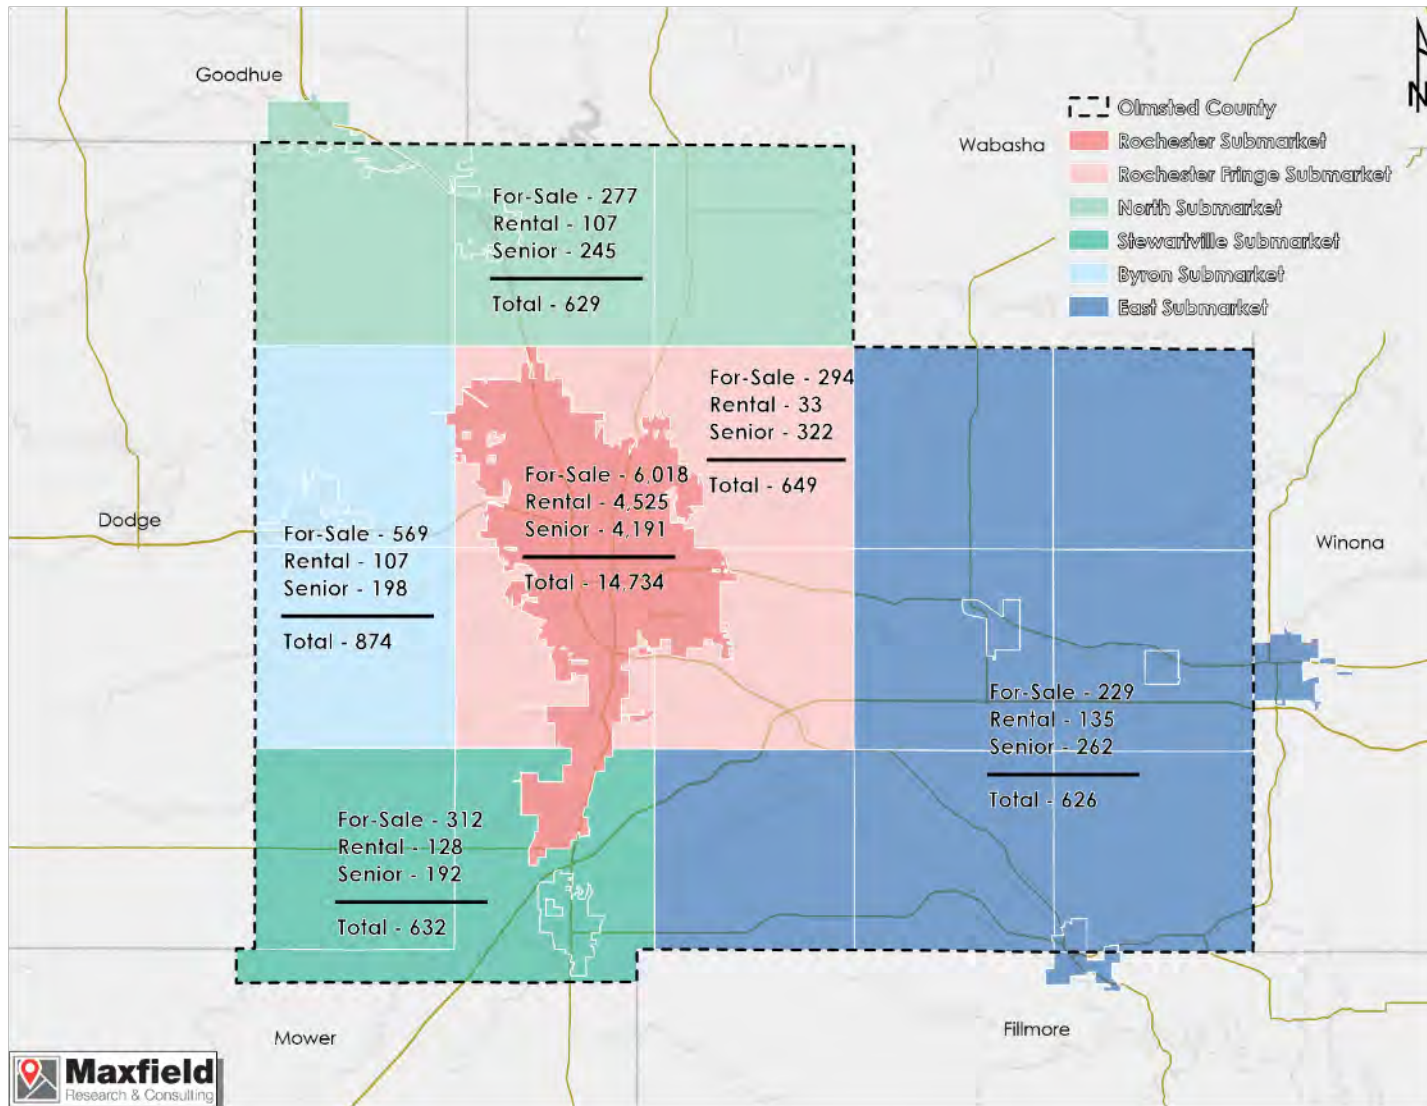 Goodhue
N
Olmsted County
Rochester Submarket
Rochester Fringe Submarket
North Submarket
Stewartville Submarket
Byron Submarket
East Submarket
Wabasha
For-Sale - 277
Rental - 107
Senior - 245
Total - 629
For-Sale - 294
Rental - 33
Senior - 322
Total - 649
For-Sale - 6,018
Rental - 4,525
Senior - 4,191
Total - 14,734
Dodge
For-Sale - 569
Rental - 107
Senior - 198
Total - 874
Winona
For-Sale - 229
Rental - 135
Senior - 262
Total - 626
For-Sale - 312
Rental - 128
Senior - 192
Total - 632
Mower
Fillmore
Maxfield
Research & Consulting